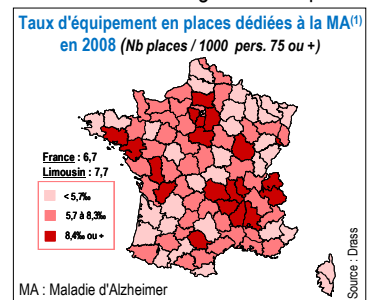 Taux d'équipement en places dédiées à la MA(1)
en 2008 (Nb places / 1000 pers. 75 ou +)
France : 6,7
Limousin : 7,7
< 5,7‰
5,7 à 8,3‰
8,4‰ ou +
MA : Maladie d'Alzheimer
Source : Drass